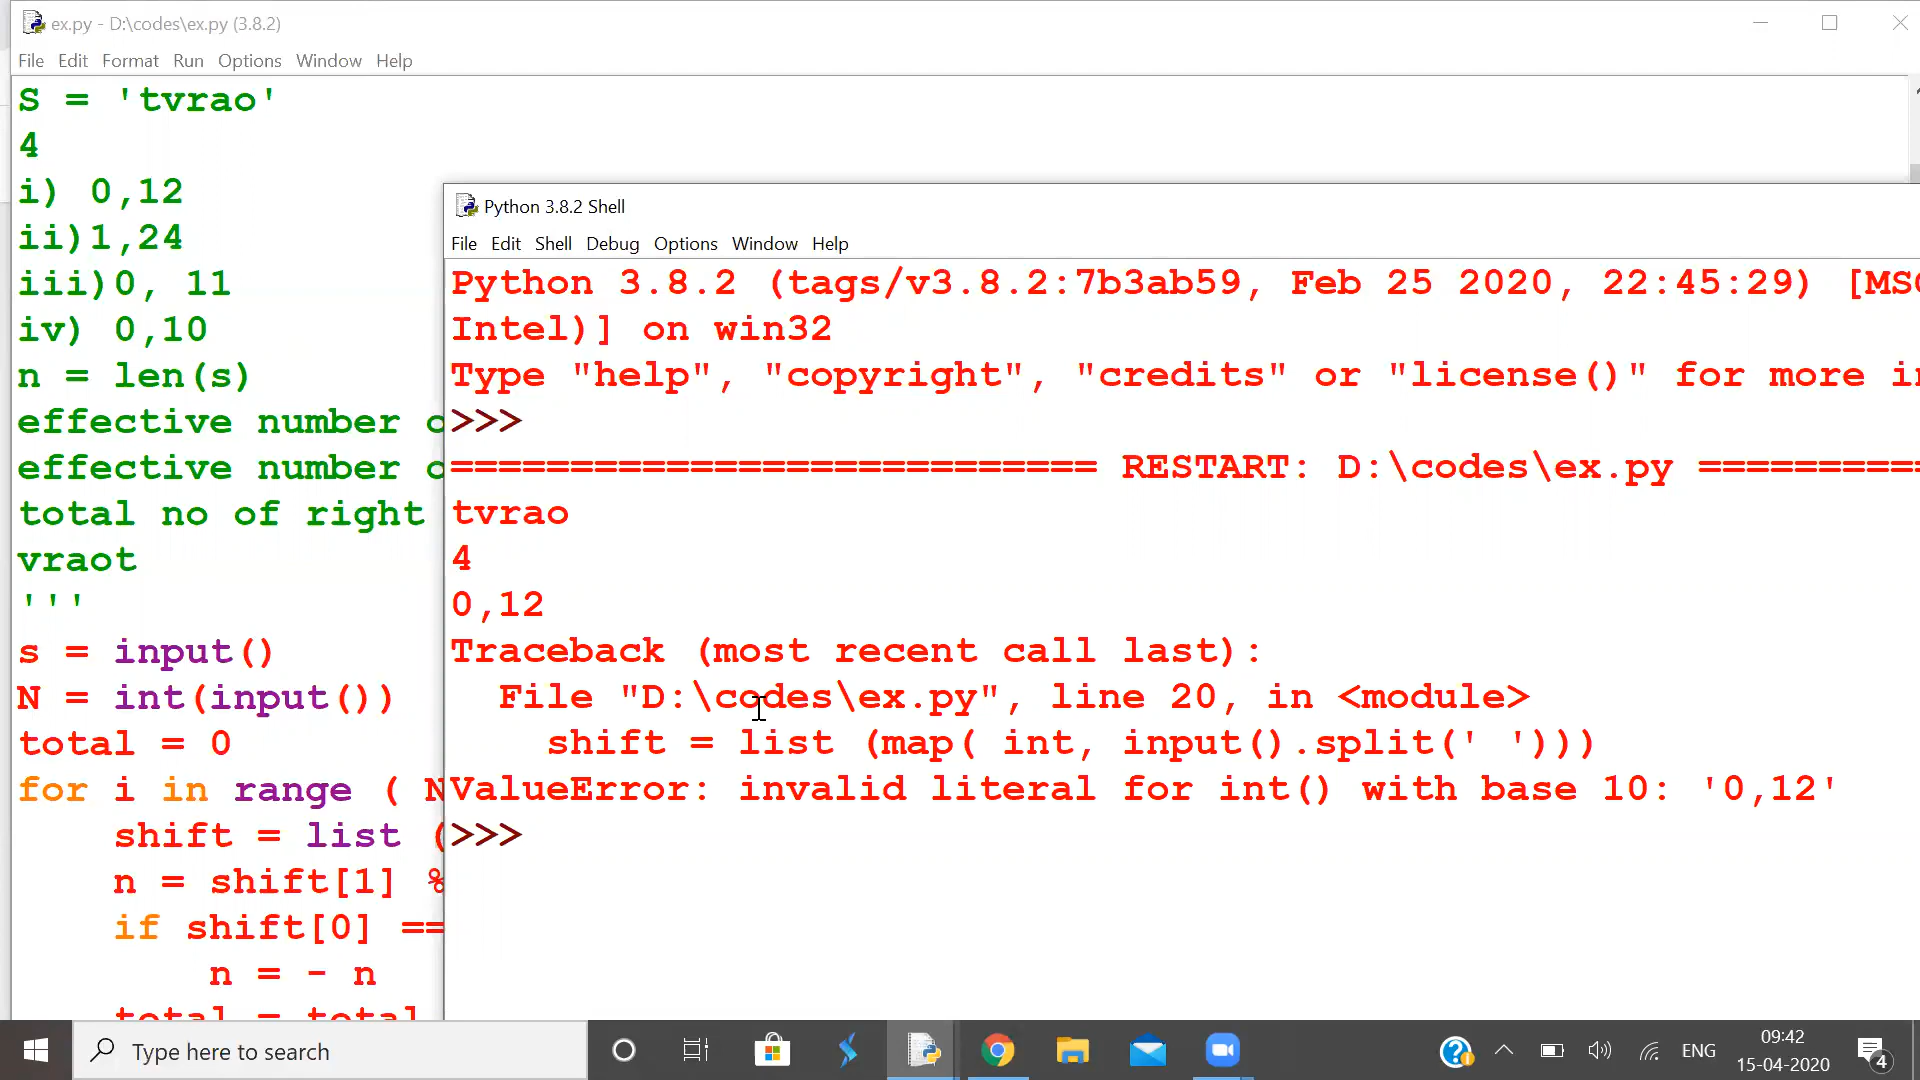 ex.py - D:\codes\ex.py (3.8.2)
File Edit Format Run Options Window Help
S = 'tvrao'
4
i) 0,12
ii)1,24
iii)0, 11
iv) 0,10
n = len(s)
effective number
effective number
total no of right
vraot
'''
s = input()
N = int(input())
total = 0
for i in range ( N
shift = list (
n = shift[1] %
if shift[0] ==
n = - n
total = total
Python 3.8.2 Shell
File Edit Shell Debug Options Window Help
Python 3.8.2 (tags/v3.8.2:7b3ab59, Feb 25 2020, 22:45:29) [MSC
Intel)] on win32
Type "help", "copyright", "credits" or "license()" for more in
>>>
=========================== RESTART: D:\codes\ex.py ==========
tvrao
4
0,12
Traceback (most recent call last):
File "D:\codes\ex.py", line 20, in <module>
shift = list (map( int, input().split(' ')))
ValueError: invalid literal for int() with base 10: '0,12'
>>>
Type here to search
ENG
09:42
15-04-2020
4